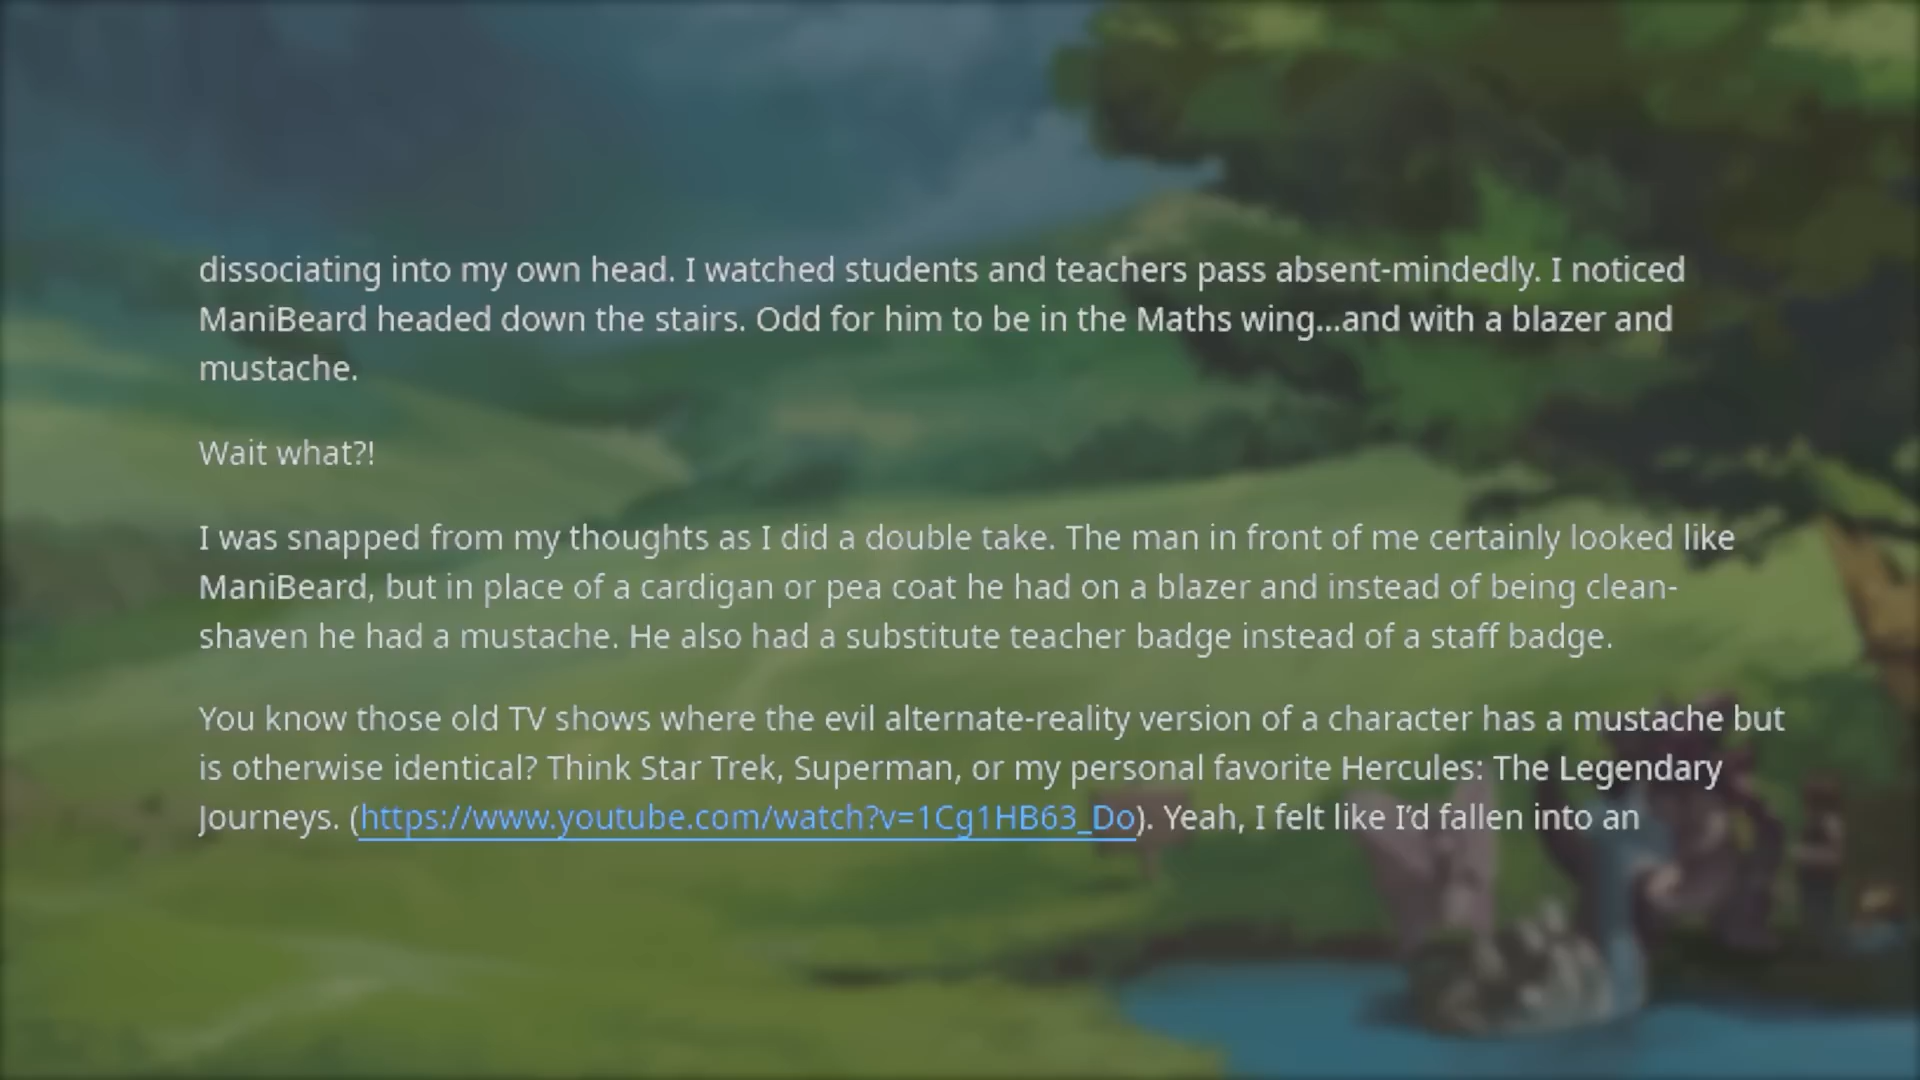 dissociating into my own head. I watched students and teachers pass absent-mindedly. I noticed
ManiBeard headed down the stairs. Odd for him to be in the Maths wing...and with a blazer and
mustache.
Wait what?!
I was snapped from my thoughts as I did a double take. The man in front of me certainly looked like
ManiBeard, but in place of a cardigan or pea coat he had on a blazer and instead of being clean-
shaven he had a mustache. He also had a substitute teacher badge instead of a staff badge.
You know those old TV shows where the evil alternate-reality version of a character has a mustache but
is otherwise identical? Think Star Trek, Superman, or my personal favorite Hercules: The Legendary
Journeys. (https://www.youtube.com/watch?v=1Cg1HB63_Do). Yeah, I felt like I’d fallen into an